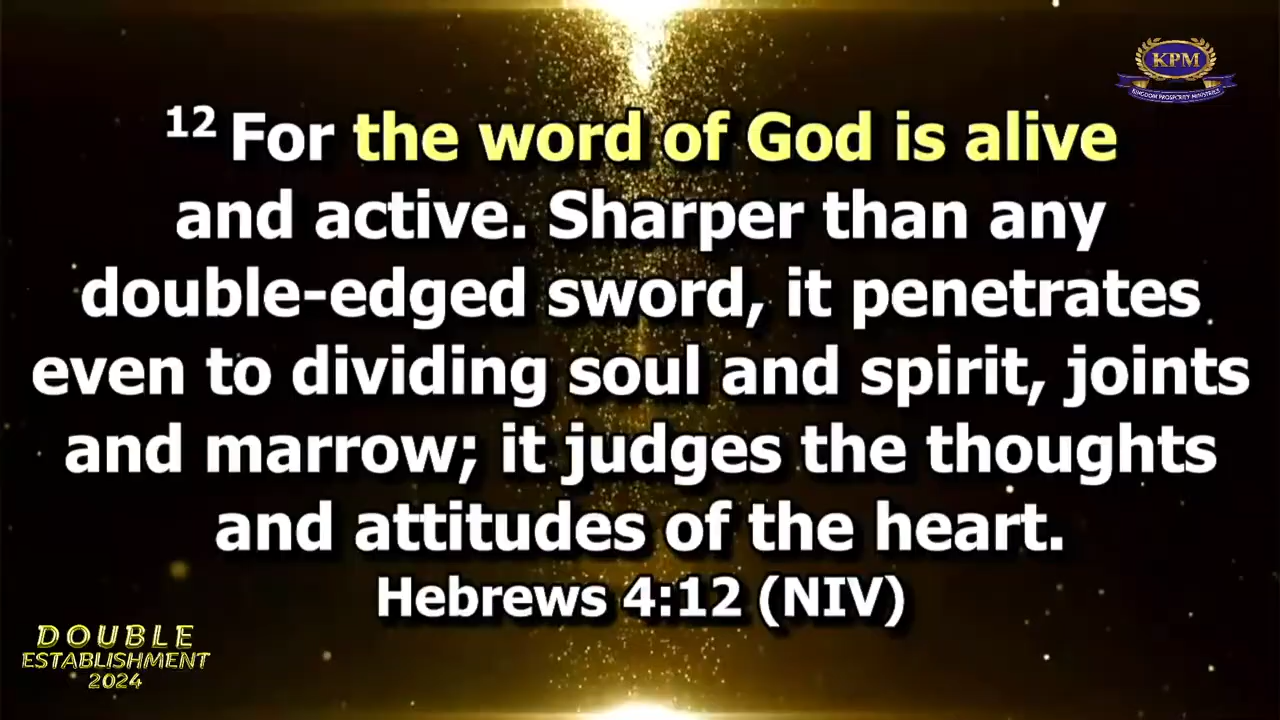 KPM
KINGDOM PROSPERITY MINISTRIES
12 For the word of God is alive
and active. Sharper than any
double-edged sword, it penetrates
even to dividing soul and spirit, joints
and marrow; it judges the thoughts
and attitudes of the heart.
Hebrews 4:12 (NIV)
DOUBLE
ESTABLISHMENT
2024